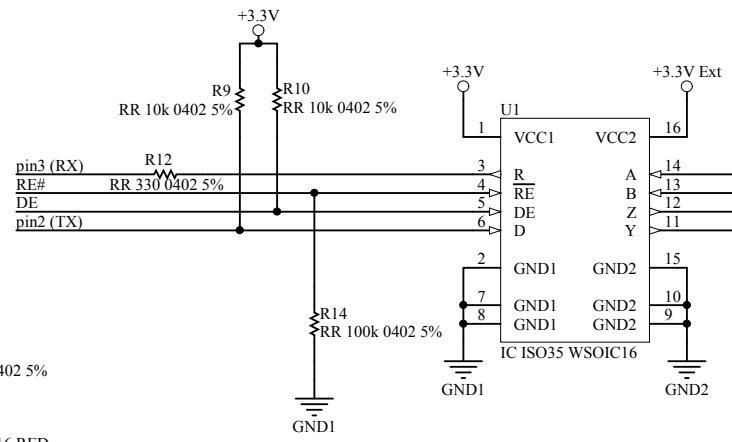 +3.3V
R9
RR 10k 0402 5%
R10
RR 10k 0402 5%
+3.3V
+3.3V Ext
U1
1
VCC1
VCC2
16
pin3 (RX)
R12
RR 330 0402 5%
3
R
A
14
RE#
4
RE
B
13
DE
5
DE
Z
12
pin2 (TX)
6
D
Y
11
2
GND1
GND2
15
7
GND1
GND2
10
8
GND1
GND2
9
R14
RR 100k 0402 5%
IC ISO35 WSOIC16
GND1
GND2
402 5%
GND1